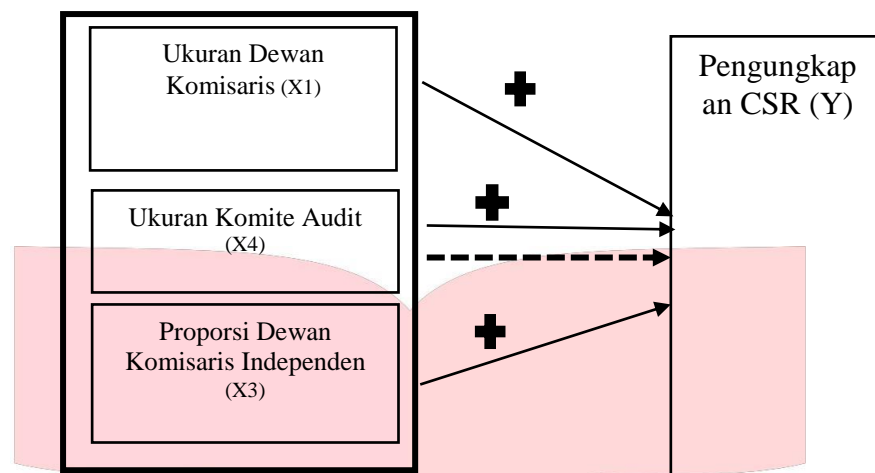 Ukuran Dewan
Komisaris (X1)
Pengungkap
an CSR (Y)
Ukuran Komite Audit
(X4)
Proporsi Dewan
Komisaris Independen
(X3)